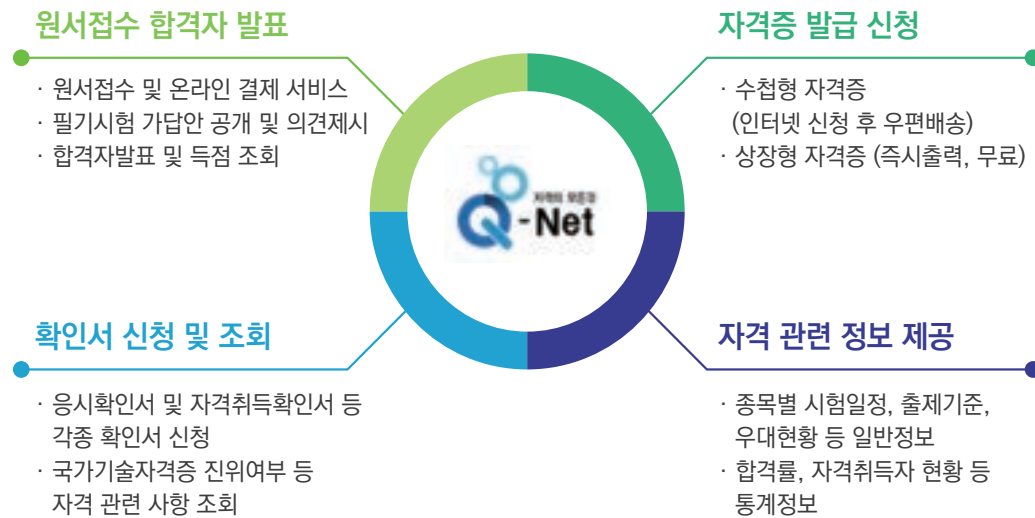 원서접수 합격자 발표
· 원서접수 및 온라인 결제 서비스
· 필기시험 가답안 공개 및 의견제시
· 합격자발표 및 득점 조회
자격증 발급 신청
· 수첩형 자격증
(인터넷 신청 후 우편배송)
· 상장형 자격증 (즉시출력, 무료)
자격의 모든것
Q-Net
확인서 신청 및 조회
· 응시확인서 및 자격취득확인서 등
각종 확인서 신청
· 국가기술자격증 진위여부 등
자격 관련 사항 조회
자격 관련 정보 제공
· 종목별 시험일정, 출제기준,
우대현황 등 일반정보
· 합격률, 자격취득자 현황 등
통계정보